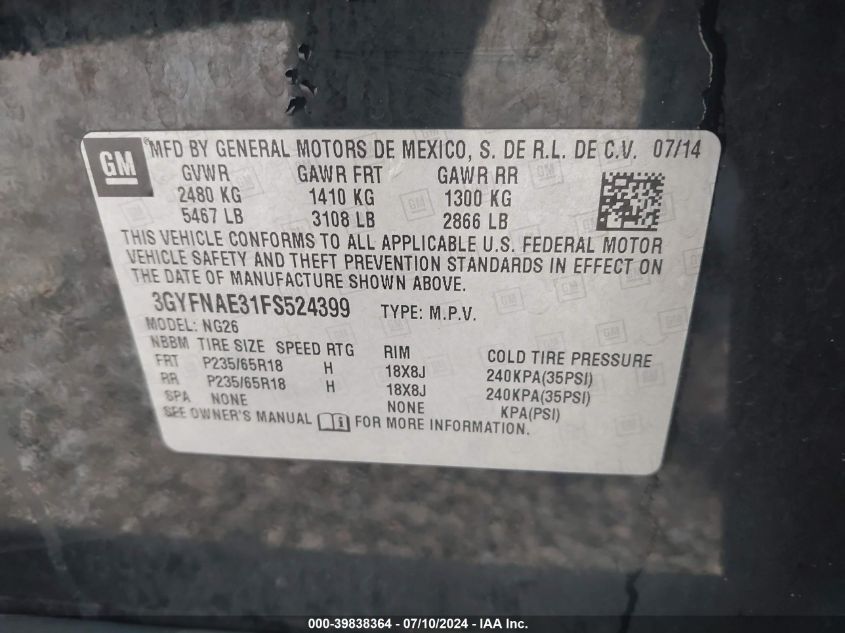 GM ® MFD BY GENERAL MOTORS DE MEXICO, S. DE R.L. DE C.V. 07/14
GVWR GAWR FRT GAWR RR
2480 KG 1410 KG 1300 KG
5467 LB 3108 LB 2866 LB
THIS VEHICLE CONFORMS TO ALL APPLICABLE U.S. FEDERAL MOTOR
VEHICLE SAFETY AND THEFT PREVENTION STANDARDS IN EFFECT ON
THE DATE OF MANUFACTURE SHOWN ABOVE.
3GYFNAE31FS524399 TYPE: M.P.V.
MODEL: NG26
NBBM TIRE SIZE SPEED RTG RIM COLD TIRE PRESSURE
FRT P235/65R18 H 18X8J 240KPA(35PSI)
RR P235/65R18 H 18X8J 240KPA(35PSI)
SPA NONE NONE KPA(PSI)
SEE OWNER'S MANUAL FOR MORE INFORMATION.
000-39838364 - 07/10/2024 - IAA Inc.